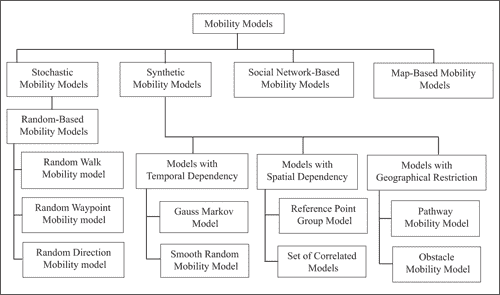 Mobility Models
Stochastic
Mobility Models
Synthetic
Mobility Models
Social Network-Based
Mobility Models
Map-Based Mobility
Models
Random-Based
Mobility Models
Random Walk
Mobility model
Random Waypoint
Mobility model
Random Direction
Mobility model
Models with
Temporal Dependency
Gauss Markov
Model
Smooth Random
Mobility Model
Models with
Spatial Dependency
Reference Point
Group Model
Set of Correlated
Models
Models with
Geographical Restriction
Pathway
Mobility Model
Obstacle
Mobility Model